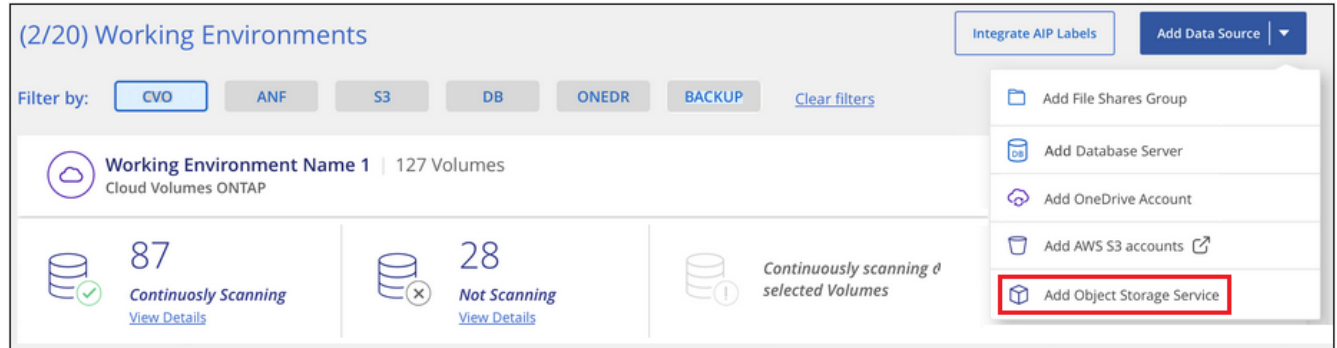 (2/20) Working Environments
Integrate AIP Labels
Add Data Source
Filter by: CVO ANF S3 DB ONEDR BACKUP Clear filters
Add File Shares Group
DB
Add Database Server
Working Environment Name 1 | 127 Volumes
Cloud Volumes ONTAP
Add OneDrive Account
Add AWS S3 accounts
Add Object Storage Service
87
Continuosly Scanning
View Details
28
Not Scanning
View Details
Continuously scanning
selected Volumes